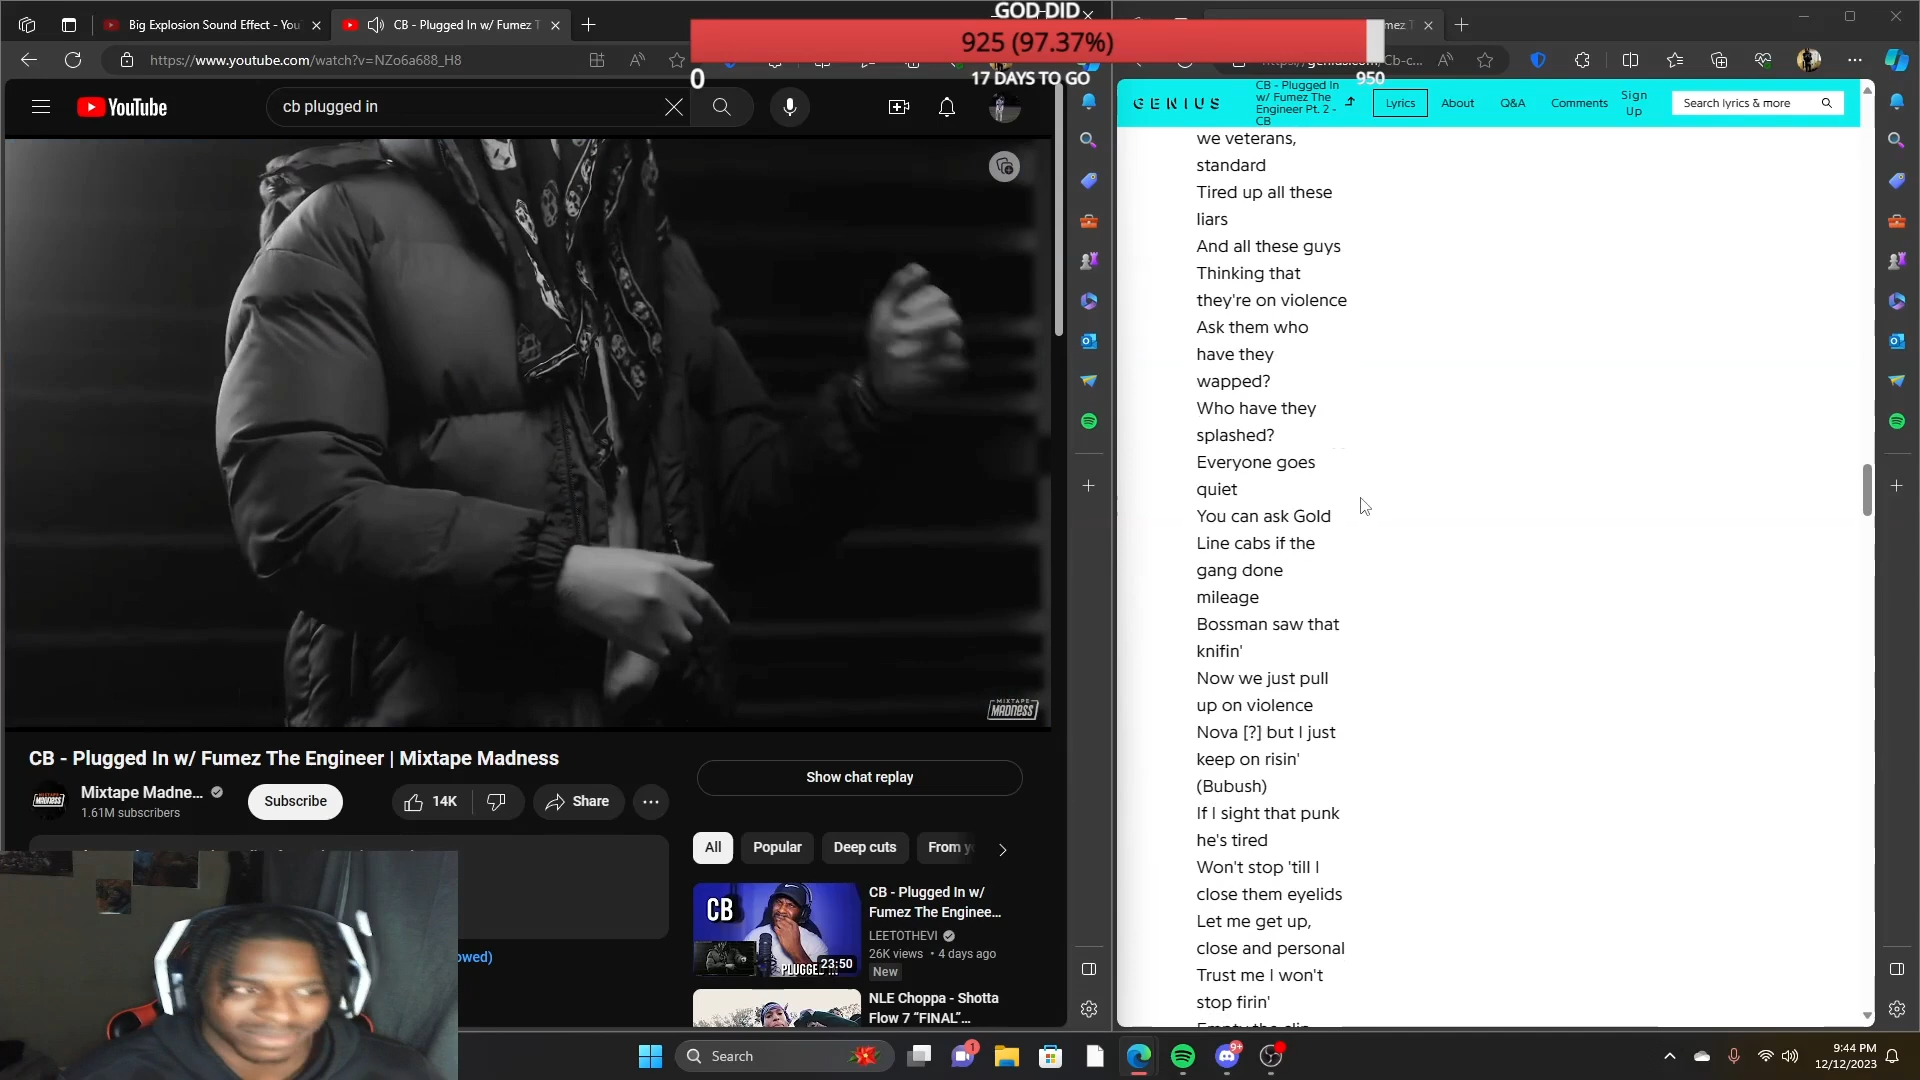 Big Explosion Sound Effect - You
CB - Plugged In w/ Fumez T
GOD DID
925 (97.37%)
0
17 DAYS TO GO
950
https://www.youtube.com/watch?v=NZo6a688_H8
YouTube
cb plugged in
MIXTAPE
MADNESS
CB - Plugged In w/ Fumez The Engineer | Mixtape Madness
Mixtape Madne...
1.61M subscribers
Subscribe
14K
Share
Show chat replay
All
Popular
Deep cuts
From y
CB
PLUGGED
23:50
CB - Plugged In w/
Fumez The Enginee...
LEETOTHEVI
26K views • 4 days ago
New
NLE Choppa - Shotta
Flow 7 “FINAL”...
owed)
mez T
Cb-c...
GENIUS
CB - Plugged In
w/ Fumez The
Engineer Pt. 2 -
CB
Lyrics
About
Q&A
Comments
Sign
Up
Search lyrics & more
we veterans,
standard
Tired up all these
liars
And all these guys
Thinking that
they're on violence
Ask them who
have they
wapped?
Who have they
splashed?
Everyone goes
quiet
You can ask Gold
Line cabs if the
gang done
mileage
Bossman saw that
knifin'
Now we just pull
up on violence
Nova [?] but I just
keep on risin'
(Bubush)
If I sight that punk
he's tired
Won't stop 'till I
close them eyelids
Let me get up,
close and personal
Trust me I won't
stop firin'
Search
1
9+
9:44 PM
12/12/2023